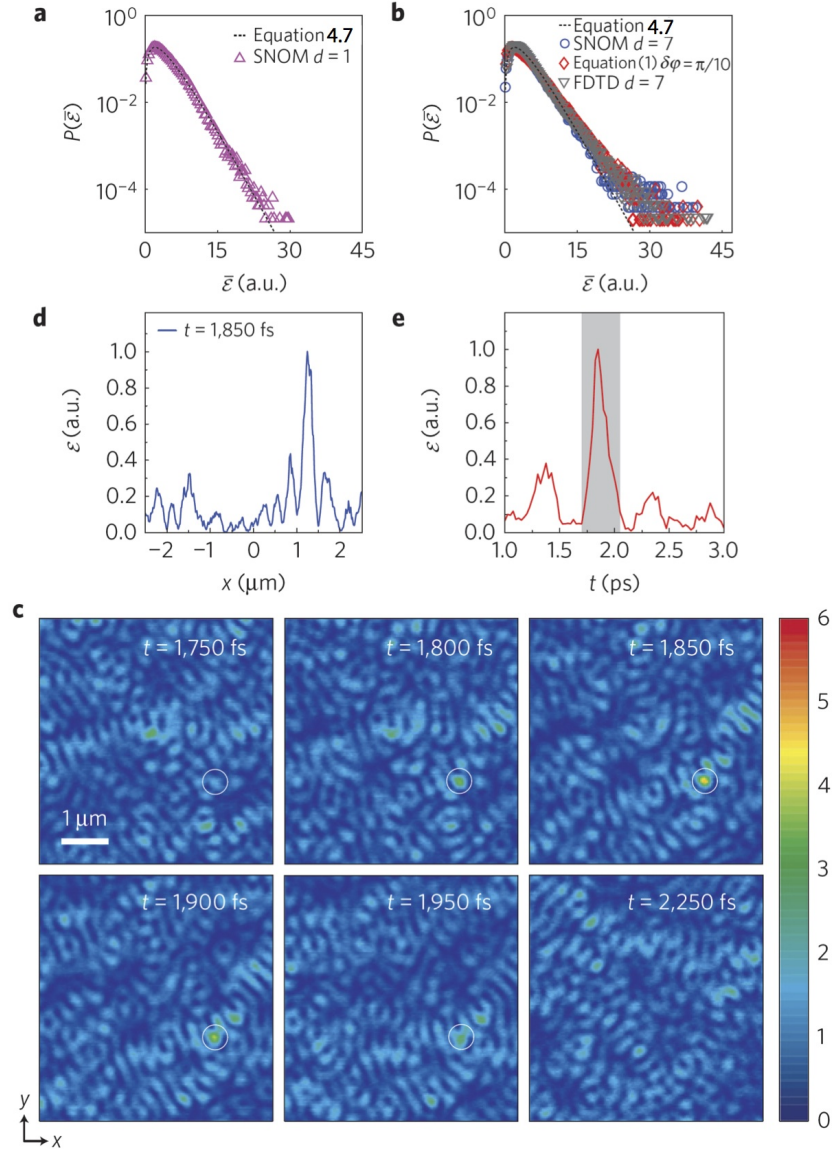 a
10⁰
10⁻²
10⁻⁴
P(ε̅)
0 15 30 45
ε̅ (a.u.)
Equation 4.7
SNOM d = 1
b
10⁰
10⁻²
10⁻⁴
P(ε̅)
0 15 30 45
ε̅ (a.u.)
Equation 4.7
SNOM d = 7
Equation (1) δφ = π/10
FDTD d = 7
d
t = 1,850 fs
1.0
0.8
0.6
0.4
0.2
0.0
ε (a.u.)
−2 −1 0 1 2
x (μm)
e
1.0
0.8
0.6
0.4
0.2
0.0
ε (a.u.)
1.0 1.5 2.0 2.5 3.0
t (ps)
c
t = 1,750 fs
1 μm
t = 1,800 fs
t = 1,850 fs
t = 1,900 fs
t = 1,950 fs
t = 2,250 fs
6
5
4
3
2
1
0
y
x